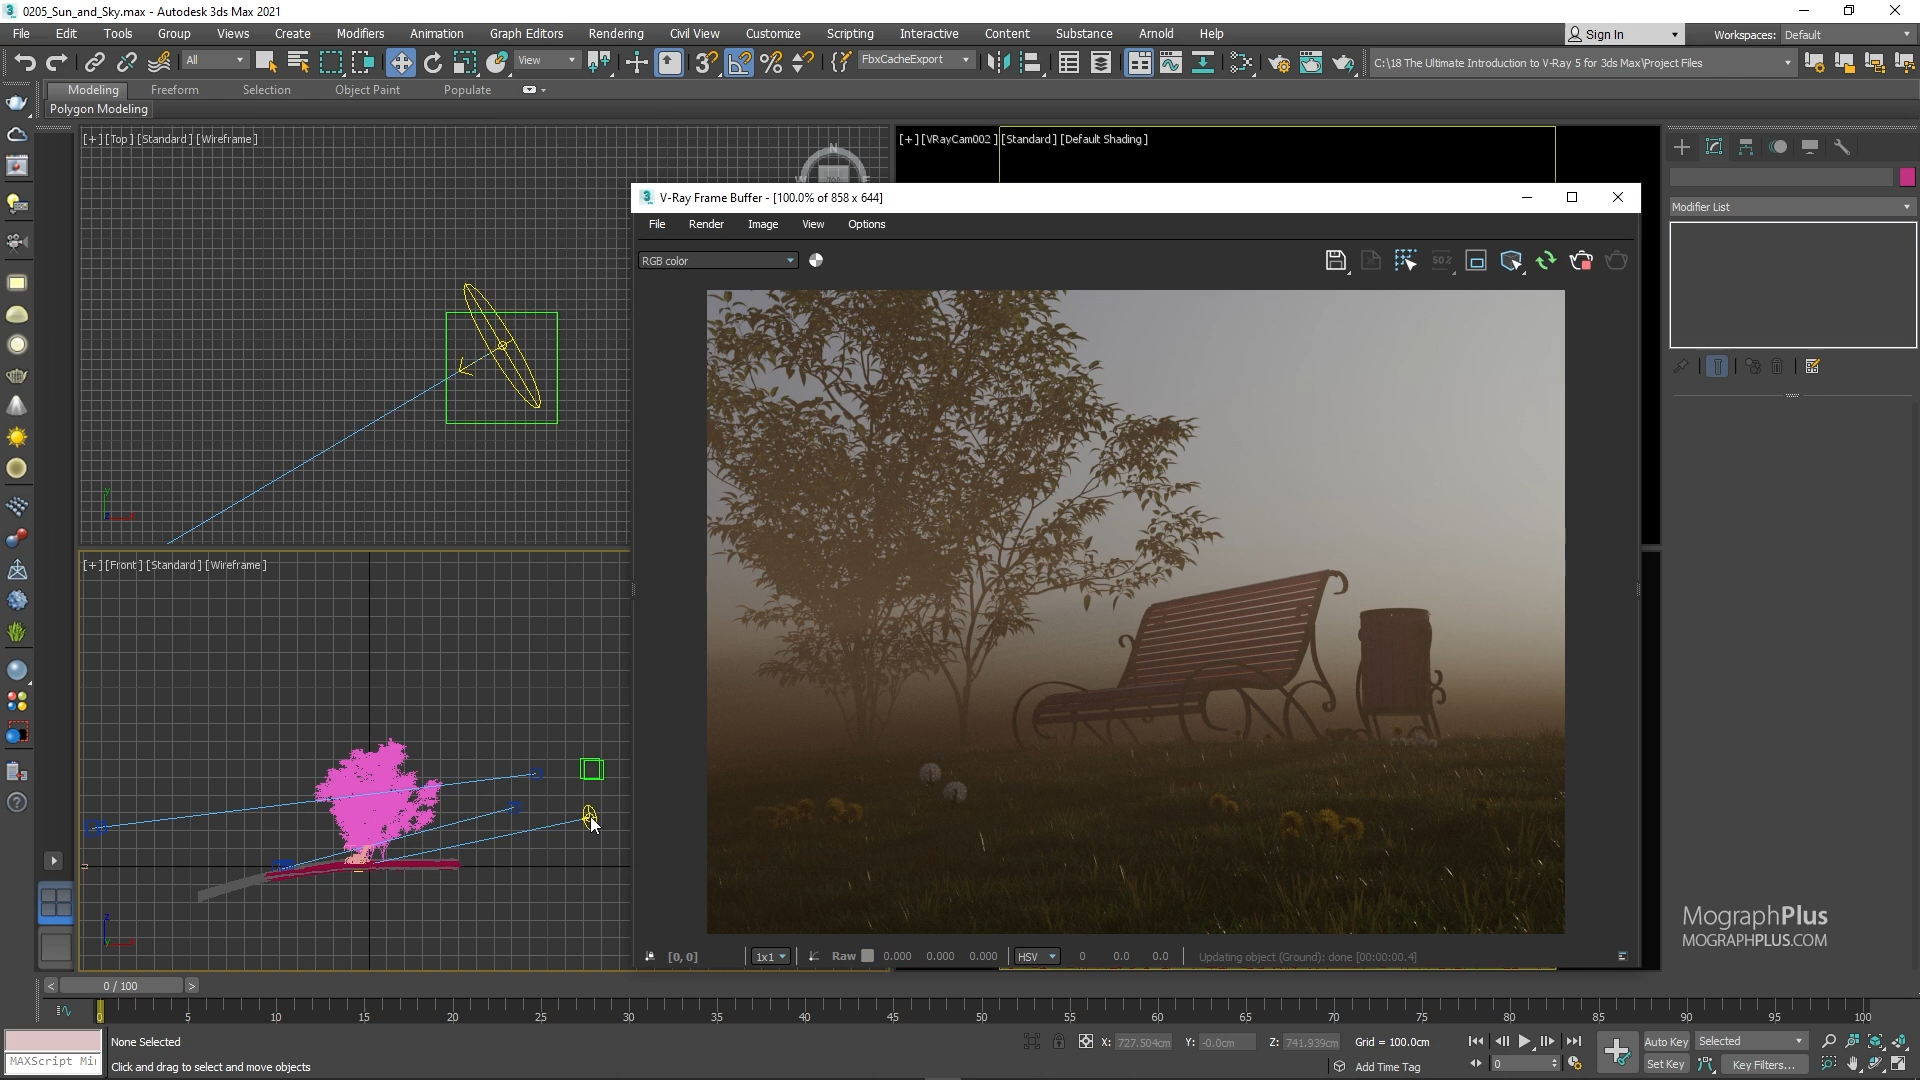 0205_Sun_and_Sky.max - Autodesk 3ds Max 2021
File Edit Tools Group Views Create Modifiers Animation Graph Editors Rendering Civil View Customize Scripting Interactive Content Substance Arnold Help
Sign In
Workspaces: Default
All
View
FbxCacheExport
C:\18 The Ultimate Introduction to V-Ray 5 for 3ds Max\Project Files
Modeling Freeform Selection Object Paint Populate
Polygon Modeling
[+] [Top] [Standard] [Wireframe]
[+] [VRayCam002 ] [Standard] [Default Shading]
N
V-Ray Frame Buffer - [100.0% of 858 x 644]
File Render Image View Options
RGB color
50%
Modifier List
[+] [Front] [Standard] [Wireframe]
MographPlus
MOGRAPHPLUS.COM
[0, 0]
1x1
Raw 0.000 0.000 0.000
HSV 0 0.0 0.0
Updating object (Ground): done [00:00:00.4]
< 0 / 100 >
0 5 10 15 20 25 30 35 40 45 50 55 60 65 70 75 80 85 90 95 100
None Selected
X: 727.504cm Y: -0.0cm Z: 741.939cm Grid = 100.0cm
Auto Key Selected
MAXScript Mi
Click and drag to select and move objects
Add Time Tag
0
Set Key Key Filters...